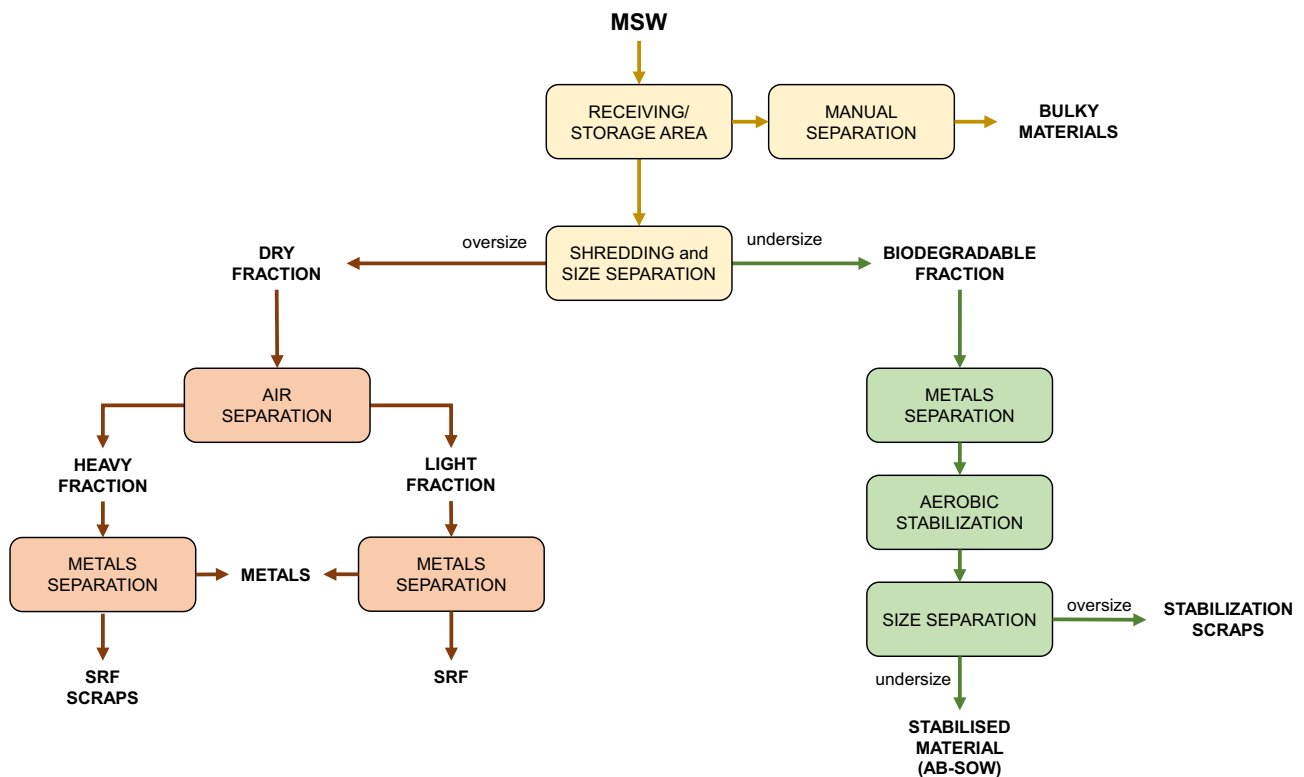 MSW
RECEIVING/
STORAGE AREA
MANUAL
SEPARATION
BULKY
MATERIALS
DRY
FRACTION
oversize
SHREDDING and
SIZE SEPARATION
undersize
BIODEGRADABLE
FRACTION
AIR
SEPARATION
METALS
SEPARATION
HEAVY
FRACTION
LIGHT
FRACTION
AEROBIC
STABILIZATION
METALS
SEPARATION
METALS
METALS
SEPARATION
SIZE SEPARATION
oversize
STABILIZATION
SCRAPS
SRF
SCRAPS
SRF
undersize
STABILISED
MATERIAL
(AB-SOW)